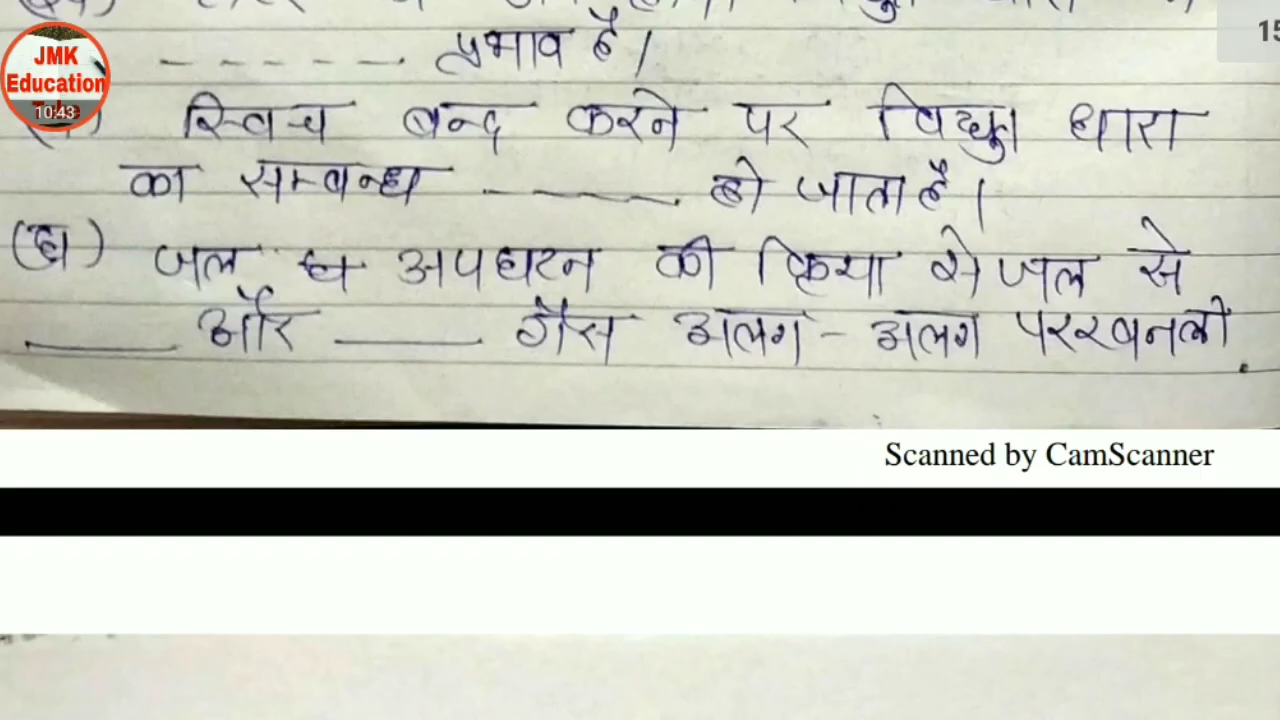 15
JMK
Education
Tube
10:43
- - - - - - प्रभाव है।
स्विच बन्द करने पर विद्युत धारा
का सम्बन्ध ------ हो जाता है।
(घ) जल अपघटन की क्रिया से जल से
——— और ——— गैस अलग - अलग परखनली
Scanned by CamScanner